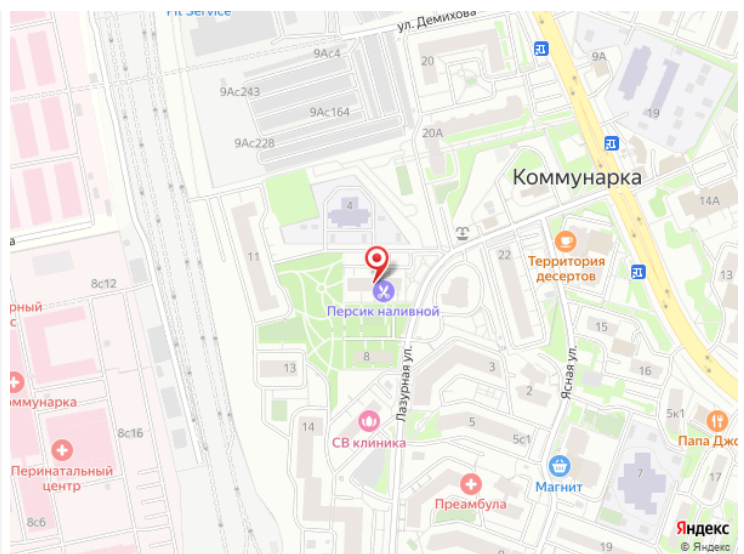 Fit Service
ул. Демихова
9Ас4
20
9А
9Ас243
19
9Ас164
20А
9Ас228
Коммунарка
14А
4
22
11
Территория
десертов
13
8с12
Персик наливной
15
8
Лазурная ул.
Ясная ул.
13
3
16
2
5к1
14
5
5с1
8с16
СВ клиника
Папа Джо
Перинатальный
центр
Магнит
7
17
Преамбула
8с6
Яндекс
© Яндекс